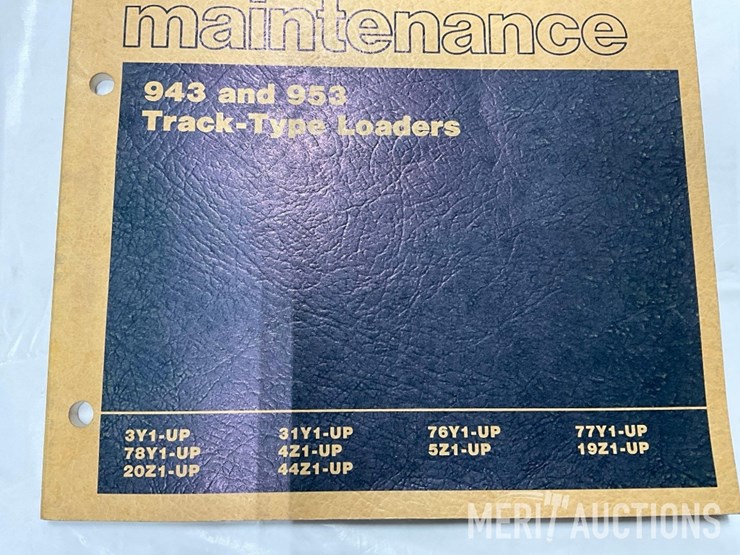 maintenance
943 and 953
Track-Type Loaders
3Y1-UP 31Y1-UP 76Y1-UP 77Y1-UP
78Y1-UP 4Z1-UP 5Z1-UP 19Z1-UP
20Z1-UP 44Z1-UP
MERIT AUCTIONS